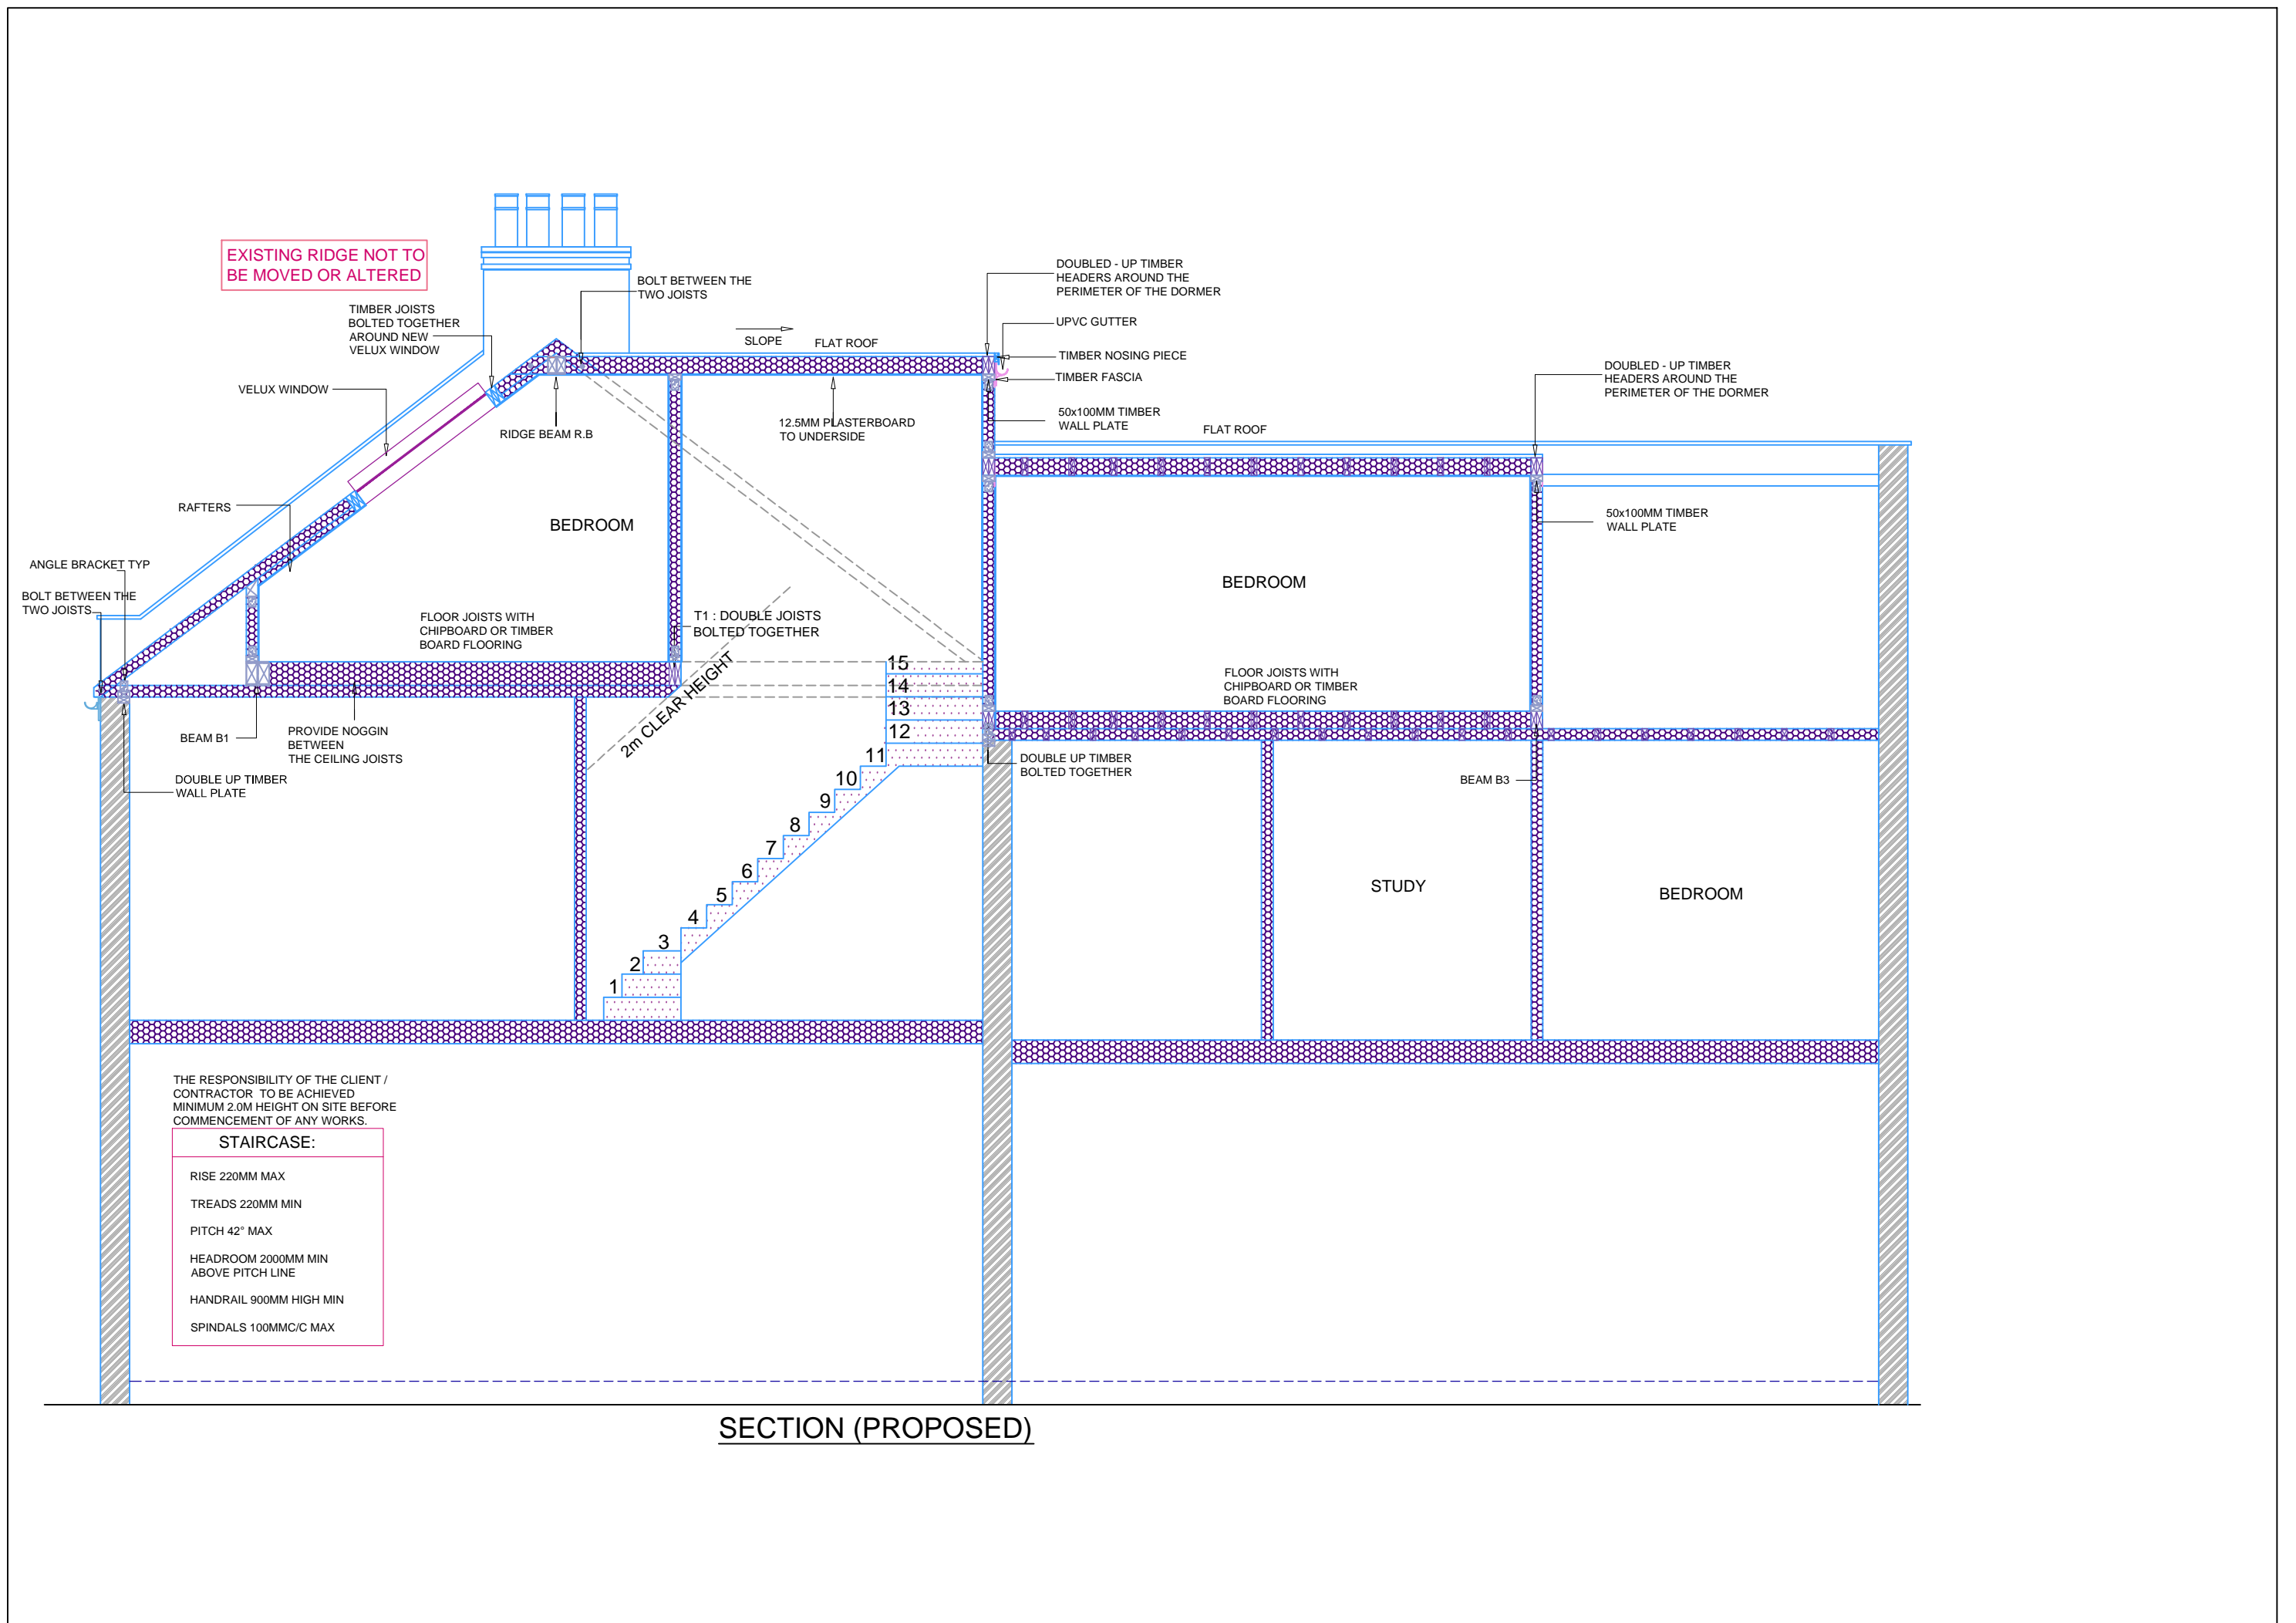 EXISTING RIDGE NOT TO
BE MOVED OR ALTERED
TIMBER JOISTS
BOLTED TOGETHER
AROUND NEW
VELUX WINDOW
VELUX WINDOW
RAFTERS
ANGLE BRACKET TYP
BOLT BETWEEN THE
TWO JOISTS
BOLT BETWEEN THE
TWO JOISTS
SLOPE
FLAT ROOF
RIDGE BEAM R.B
12.5MM PLASTERBOARD
TO UNDERSIDE
DOUBLED - UP TIMBER
HEADERS AROUND THE
PERIMETER OF THE DORMER
UPVC GUTTER
TIMBER NOSING PIECE
TIMBER FASCIA
50x100MM TIMBER
WALL PLATE
FLAT ROOF
DOUBLED - UP TIMBER
HEADERS AROUND THE
PERIMETER OF THE DORMER
50x100MM TIMBER
WALL PLATE
BEDROOM
BEDROOM
FLOOR JOISTS WITH
CHIPBOARD OR TIMBER
BOARD FLOORING
T1 : DOUBLE JOISTS
BOLTED TOGETHER
2m CLEAR HEIGHT
FLOOR JOISTS WITH
CHIPBOARD OR TIMBER
BOARD FLOORING
BEAM B1
PROVIDE NOGGIN
BETWEEN
THE CEILING JOISTS
DOUBLE UP TIMBER
WALL PLATE
15
14
13
12
11
10
9
8
7
6
5
4
3
2
1
DOUBLE UP TIMBER
BOLTED TOGETHER
BEAM B3
STUDY
BEDROOM
THE RESPONSIBILITY OF THE CLIENT /
CONTRACTOR TO BE ACHIEVED
MINIMUM 2.0M HEIGHT ON SITE BEFORE
COMMENCEMENT OF ANY WORKS.
STAIRCASE:
RISE 220MM MAX
TREADS 220MM MIN
PITCH 42° MAX
HEADROOM 2000MM MIN
ABOVE PITCH LINE
HANDRAIL 900MM HIGH MIN
SPINDALS 100MMC/C MAX
SECTION (PROPOSED)